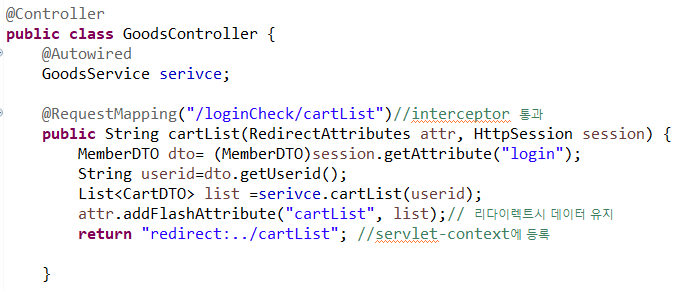 @Controller
public class GoodsController {
@Autowired
GoodsService serivce;
@RequestMapping("/loginCheck/cartList")//interceptor 통과
public String cartList(RedirectAttributes attr, HttpSession session) {
MemberDTO dto= (MemberDTO)session.getAttribute("login");
String userid=dto.getUserid();
List<CartDTO> list =serivce.cartList(userid);
attr.addFlashAttribute("cartList", list);// 리다이렉트시 데이터 유지
return "redirect:../cartList"; //servlet-context에 등록
}